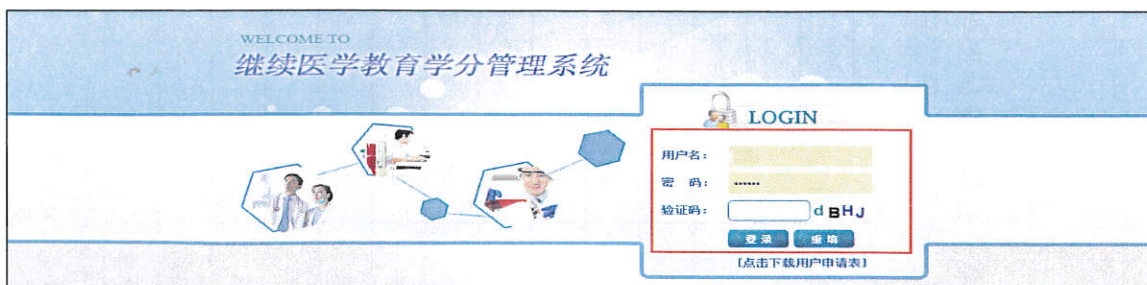 WELCOME TO
继续医学教育学分管理系统
LOGIN
用户名：
密 码：
••••••
验证码：
d B H J
登录 重填
[点击下载用户申请表]